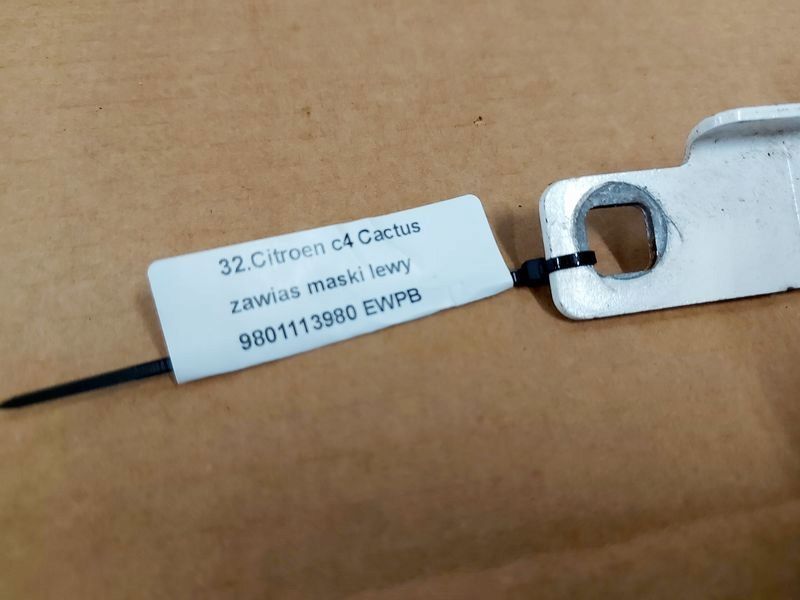 32.Citroen c4 Cactus
zawias maski lewy
9801113980 EWPB